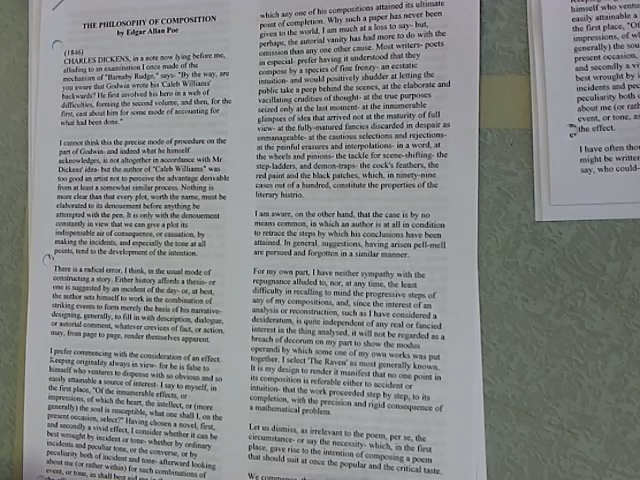 THE PHILOSOPHY OF COMPOSITION
by Edgar Allan Poe
(1846)
CHARLES DICKENS, in a note now lying before me,
alluding to an examination I once made of the
mechanism of "Barnaby Rudge," says- "By the way, are
you aware that Godwin wrote his 'Caleb Williams'
backwards? He first involved his hero in a web of
difficulties, forming the second volume, and then, for the
first, cast about him for some mode of accounting for
what had been done."
I cannot think this the precise mode of procedure on the
part of Godwin- and indeed what he himself
acknowledges, is not altogether in accordance with Mr.
Dickens' idea- but the author of "Caleb Williams" was
too good an artist not to perceive the advantage derivable
from at least a somewhat similar process. Nothing is
more clear than that every plot, worth the name, must be
elaborated to its denouement before anything be
attempted with the pen. It is only with the denouement
constantly in view that we can give a plot its
indispensable air of consequence, or causation, by
making the incidents, and especially the tone at all
points, tend to the development of the intention.
There is a radical error, I think, in the usual mode of
constructing a story. Either history affords a thesis- or
one is suggested by an incident of the day- or, at best,
the author sets himself to work in the combination of
striking events to form merely the basis of his narrative-
designing, generally, to fill in with description, dialogue,
or autorial comment, whatever crevices of fact, or action,
may, from page to page, render themselves apparent.
I prefer commencing with the consideration of an effect.
Keeping originality always in view- for he is false to
himself who ventures to dispense with so obvious and so
easily attainable a source of interest- I say to myself, in
the first place, "Of the innumerable effects, or
impressions, of which the heart, the intellect, or (more
generally) the soul is susceptible, what one shall I, on the
present occasion, select?" Having chosen a novel, first,
and secondly a vivid effect, I consider whether it can be
best wrought by incident or tone- whether by ordinary
incidents and peculiar tone, or the converse, or by
peculiarity both of incident and tone- afterward looking
about me (or rather within) for such combinations of
event, or tone, as shall best aid me in
which any one of his compositions attained its ultimate
point of completion. Why such a paper has never been
given to the world, I am much at a loss to say- but,
perhaps, the autorial vanity has had more to do with the
omission than any one other cause. Most writers- poets
in especial- prefer having it understood that they
compose by a species of fine frenzy- an ecstatic
intuition- and would positively shudder at letting the
public take a peep behind the scenes, at the elaborate and
vacillating crudities of thought- at the true purposes
seized only at the last moment- at the innumerable
glimpses of idea that arrived not at the maturity of full
view- at the fully-matured fancies discarded in despair as
unmanageable- at the cautious selections and rejections-
at the painful erasures and interpolations- in a word, at
the wheels and pinions- the tackle for scene-shifting- the
step-ladders, and demon-traps- the cock's feathers, the
red paint and the black patches, which, in ninety-nine
cases out of a hundred, constitute the properties of the
literary histrio.
I am aware, on the other hand, that the case is by no
means common, in which an author is at all in condition
to retrace the steps by which his conclusions have been
attained. In general, suggestions, having arisen pell-mell
are pursued and forgotten in a similar manner.
For my own part, I have neither sympathy with the
repugnance alluded to, nor, at any time, the least
difficulty in recalling to mind the progressive steps of
any of my compositions, and, since the interest of an
analysis or reconstruction, such as I have considered a
desideratum, is quite independent of any real or fancied
interest in the thing analysed, it will not be regarded as a
breach of decorum on my part to show the modus
operandi by which some one of my own works was put
together. I select 'The Raven' as most generally known.
It is my design to render it manifest that no one point in
its composition is referable either to accident or
intuition- that the work proceeded step by step, to its
completion, with the precision and rigid consequence of
a mathematical problem.
Let us dismiss, as irrelevant to the poem, per se, the
circumstance- or say the necessity- which, in the first
place, gave rise to the intention of composing a poem
that should suit at once the popular and the critical taste.
We commence,
himself who ventu
easily attainable a
the first place, "Of
impressions, of wh
generally) the soul
present occasion,
and secondly a viv
best wrought by in
incidents and pec
peculiarity both o
about me (or rath
event, or tone, as
the effect.
I have often thou
might be written
say, who could-